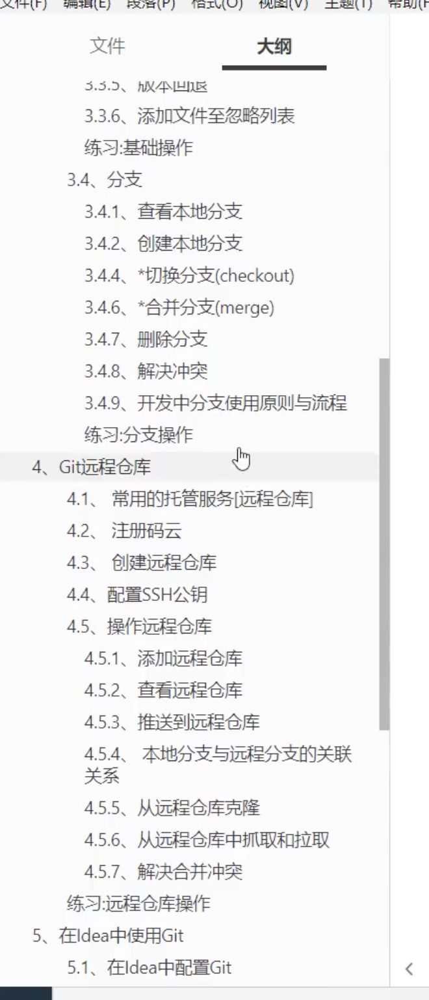 文件(F) 编辑(E) 段落(P) 格式(O) 视图(V) 主题(T) 帮助(H
文件 大纲
3.3.5、版本回退
3.3.6、添加文件至忽略列表
练习:基础操作
3.4、分支
3.4.1、查看本地分支
3.4.2、创建本地分支
3.4.4、*切换分支(checkout)
3.4.6、*合并分支(merge)
3.4.7、删除分支
3.4.8、解决冲突
3.4.9、开发中分支使用原则与流程
练习:分支操作
4、Git远程仓库
4.1、 常用的托管服务[远程仓库]
4.2、 注册码云
4.3、 创建远程仓库
4.4、配置SSH公钥
4.5、操作远程仓库
4.5.1、添加远程仓库
4.5.2、查看远程仓库
4.5.3、推送到远程仓库
4.5.4、 本地分支与远程分支的关联
关系
4.5.5、从远程仓库克隆
4.5.6、从远程仓库中抓取和拉取
4.5.7、解决合并冲突
练习:远程仓库操作
5、在Idea中使用Git
5.1、在Idea中配置Git